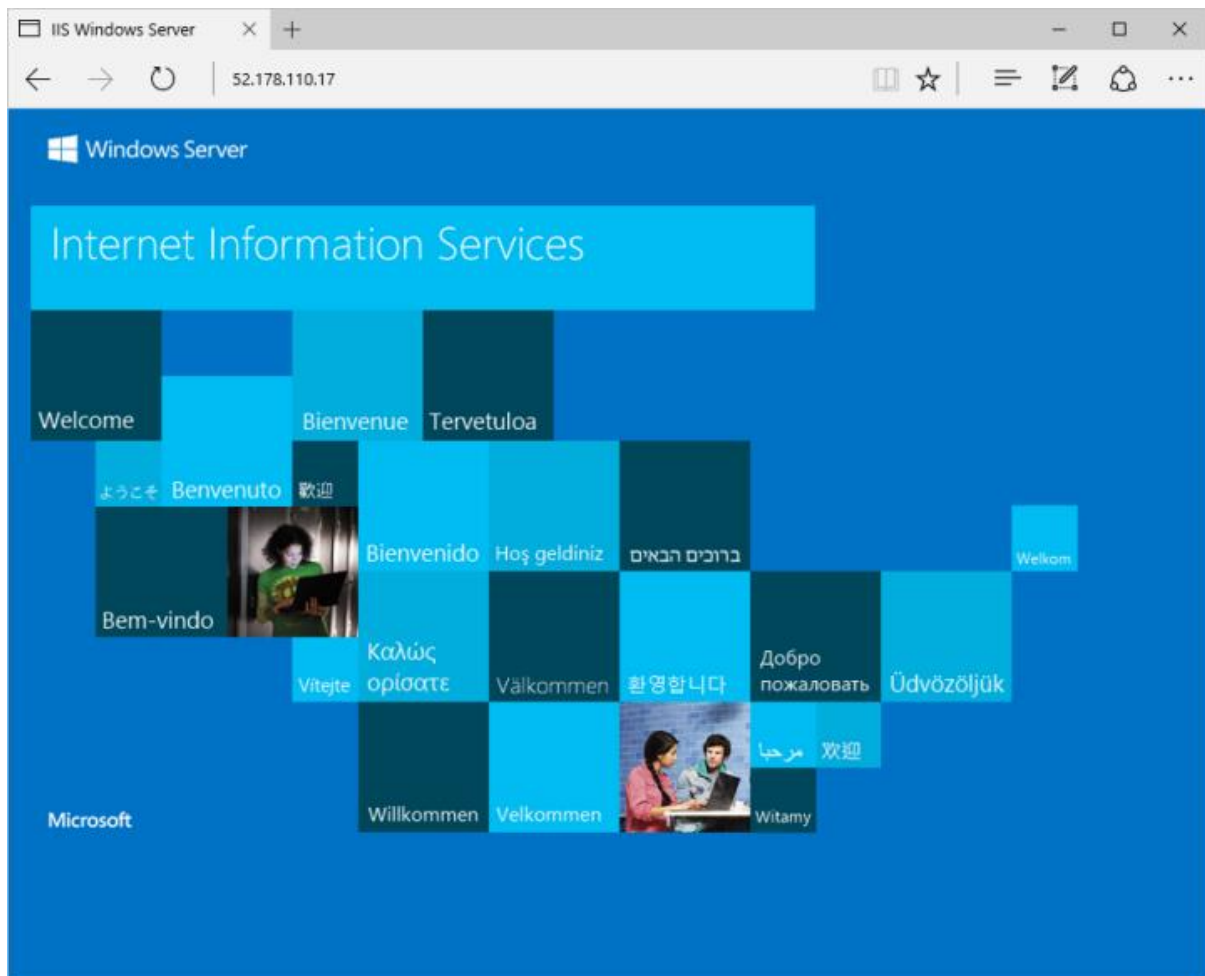 IIS Windows Server
52.178.110.17
Windows Server
Internet Information Services
Welcome
Bienvenue
Tervetuloa
ようこそ
Benvenuto
歡迎
Bienvenido
Hoş geldiniz
ברוכים הבאים
Welkom
Bem-vindo
Vítejte
Καλώς
ορίσατε
Välkommen
환영합니다
Добро
пожаловать
Üdvözöljük
مرحبا
欢迎
Microsoft
Willkommen
Velkommen
Witamy